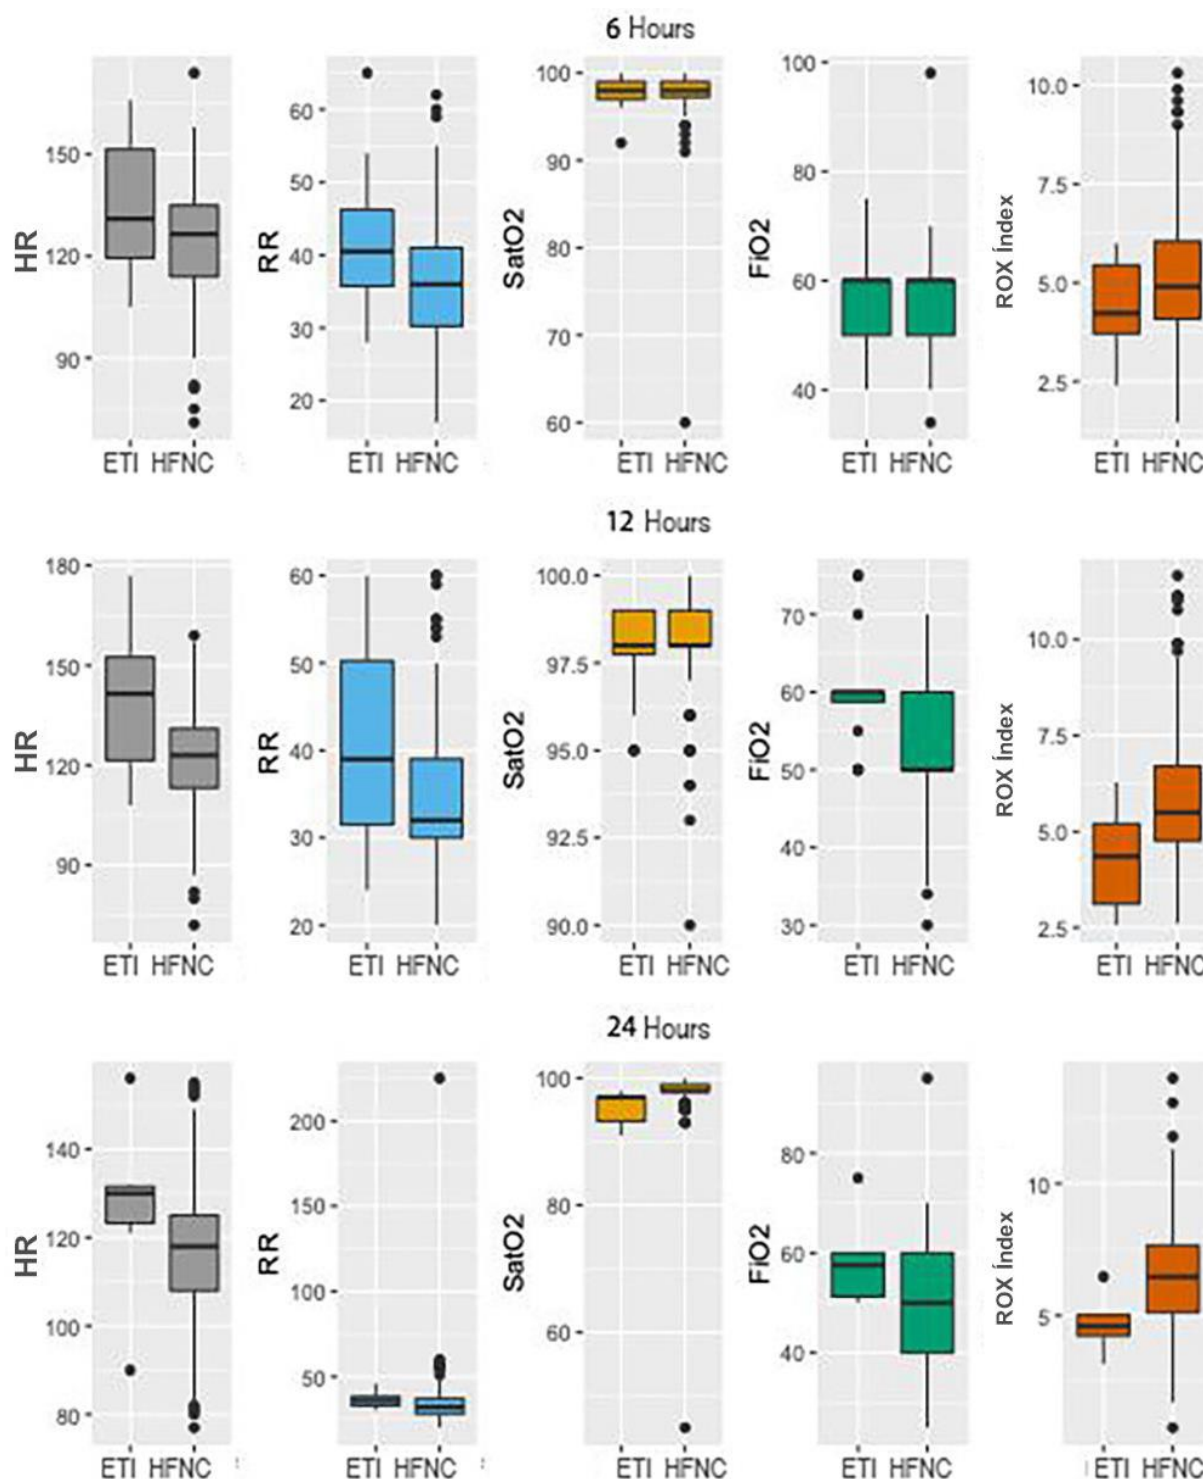 6 Hours
HR
150
120
90
ETI HFNC
RR
60
50
40
30
20
ETI HFNC
SatO2
100
90
80
70
60
ETI HFNC
FiO2
100
80
60
40
ETI HFNC
ROX Índex
10.0
7.5
5.0
2.5
ETI HFNC
12 Hours
HR
180
150
120
90
ETI HFNC
RR
60
50
40
30
20
ETI HFNC
SatO2
100.0
97.5
95.0
92.5
90.0
ETI HFNC
FiO2
70
60
50
40
30
ETI HFNC
ROX Índex
10.0
7.5
5.0
2.5
ETI HFNC
24 Hours
HR
140
120
100
80
ETI HFNC
RR
200
150
100
50
ETI HFNC
SatO2
100
80
60
ETI HFNC
FiO2
80
60
40
ETI HFNC
ROX Índex
10
5
ETI HFNC